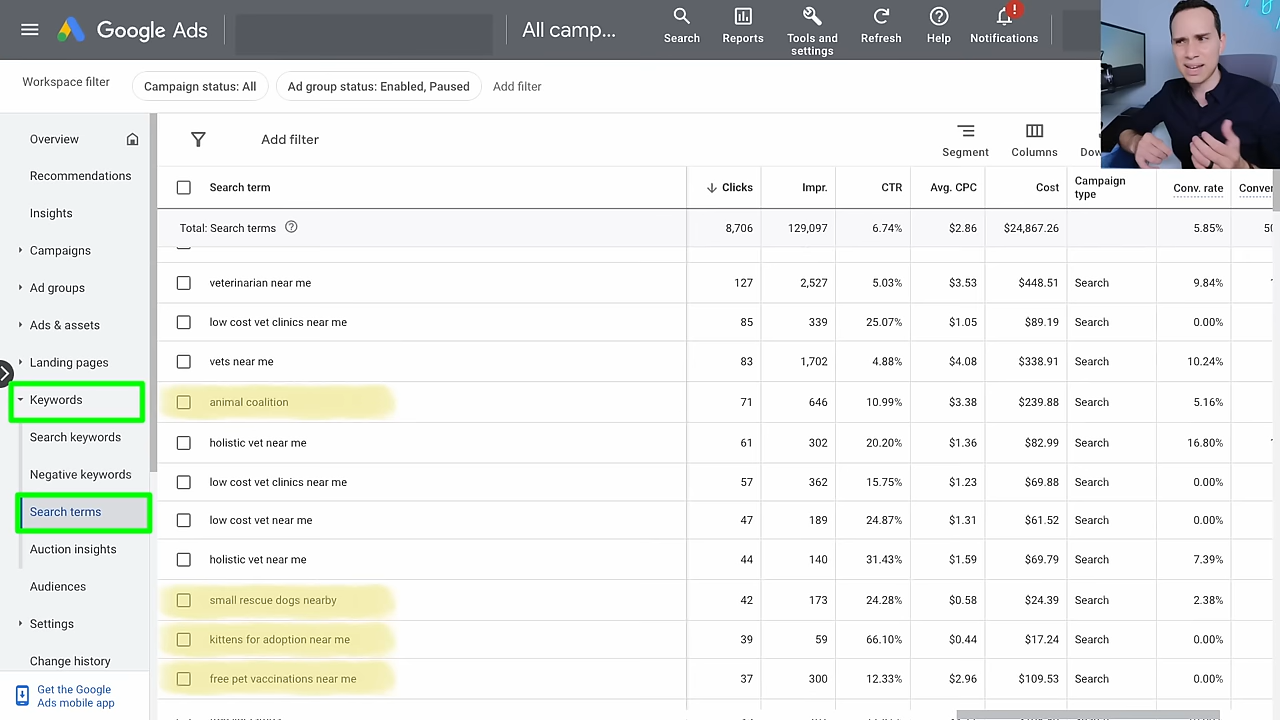 Google Ads
All camp...
Search
Reports
Tools and
settings
Refresh
Help
!
Notifications
Workspace filter
Campaign status: All
Ad group status: Enabled, Paused
Add filter
Overview
Recommendations
Insights
Campaigns
Ad groups
Ads & assets
Landing pages
Keywords
Search keywords
Negative keywords
Search terms
Auction insights
Audiences
Settings
Change history
Get the Google
Ads mobile app
Add filter
Segment
Columns
Search term Clicks Impr. CTR Avg. CPC Cost Campaign type Conv. rate
Total: Search terms 8,706 129,097 6.74% $2.86 $24,867.26 5.85%
veterinarian near me 127 2,527 5.03% $3.53 $448.51 Search 9.84%
low cost vet clinics near me 85 339 25.07% $1.05 $89.19 Search 0.00%
vets near me 83 1,702 4.88% $4.08 $338.91 Search 10.24%
animal coalition 71 646 10.99% $3.38 $239.88 Search 5.16%
holistic vet near me 61 302 20.20% $1.36 $82.99 Search 16.80%
low cost vet clinics near me 57 362 15.75% $1.23 $69.88 Search 0.00%
low cost vet near me 47 189 24.87% $1.31 $61.52 Search 0.00%
holistic vet near me 44 140 31.43% $1.59 $69.79 Search 7.39%
small rescue dogs nearby 42 173 24.28% $0.58 $24.39 Search 2.38%
kittens for adoption near me 39 59 66.10% $0.44 $17.24 Search 0.00%
free pet vaccinations near me 37 300 12.33% $2.96 $109.53 Search 0.00%